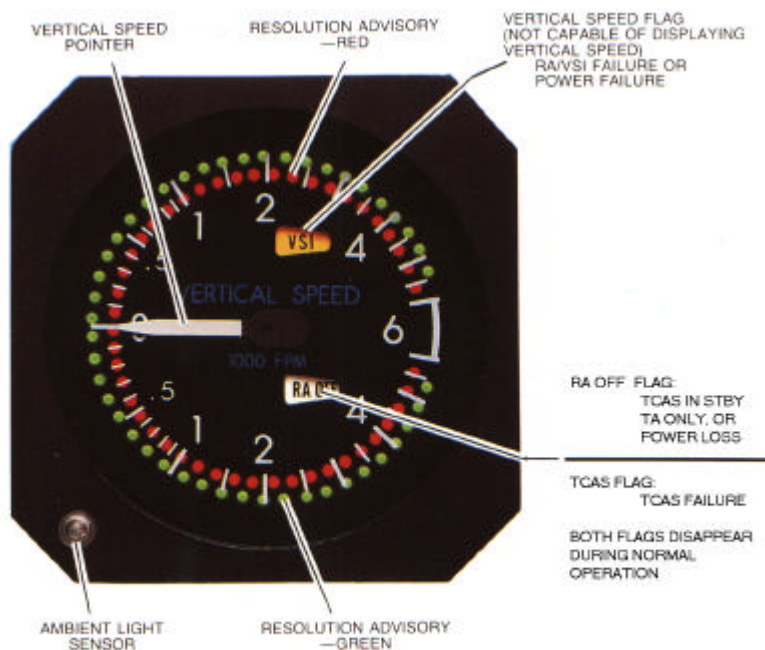 VERTICAL SPEED
POINTER
RESOLUTION ADVISORY
—RED
VERTICAL SPEED FLAG
(NOT CAPABLE OF DISPLAYING
VERTICAL SPEED)
RA/VSI FAILURE OR
POWER FAILURE
1
2
4
.5
VSI
VERTICAL SPEED
0
6
1000 FPM
RA OFF
.5
1
2
4
RA OFF FLAG:
TCAS IN STBY
TA ONLY, OR
POWER LOSS
TCAS FLAG:
TCAS FAILURE
BOTH FLAGS DISAPPEAR
DURING NORMAL
OPERATION
AMBIENT LIGHT
SENSOR
RESOLUTION ADVISORY
—GREEN